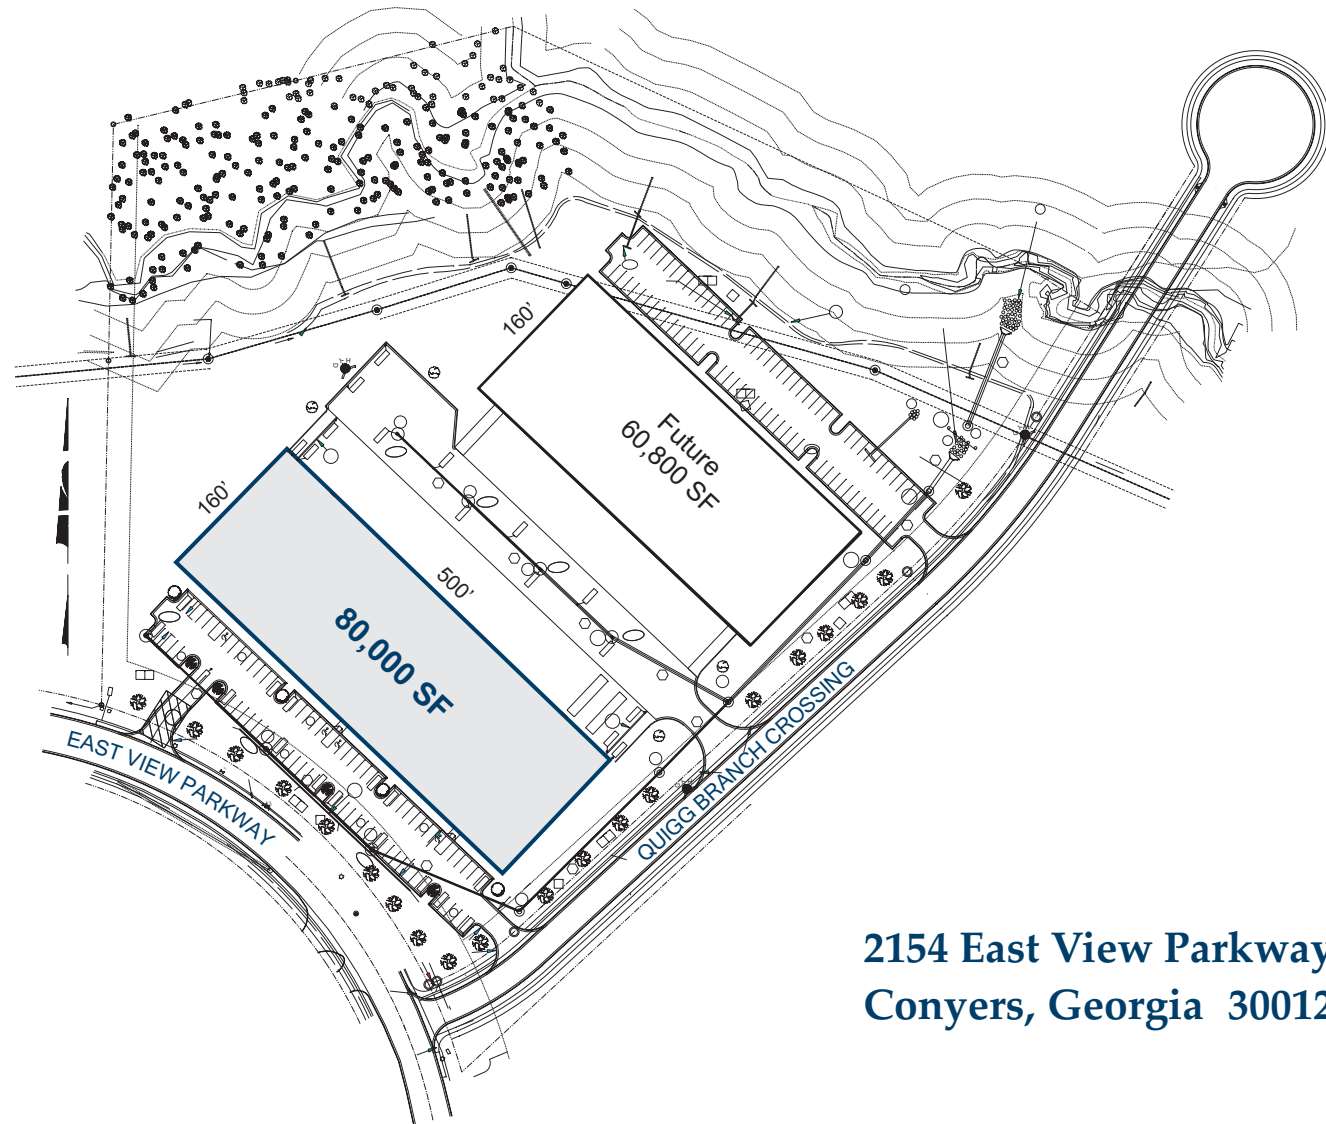 160'
Future
60,800 SF
160'
500'
80,000 SF
EAST VIEW PARKWAY
QUIGG BRANCH CROSSING
2154 East View Parkway
Conyers, Georgia 30012